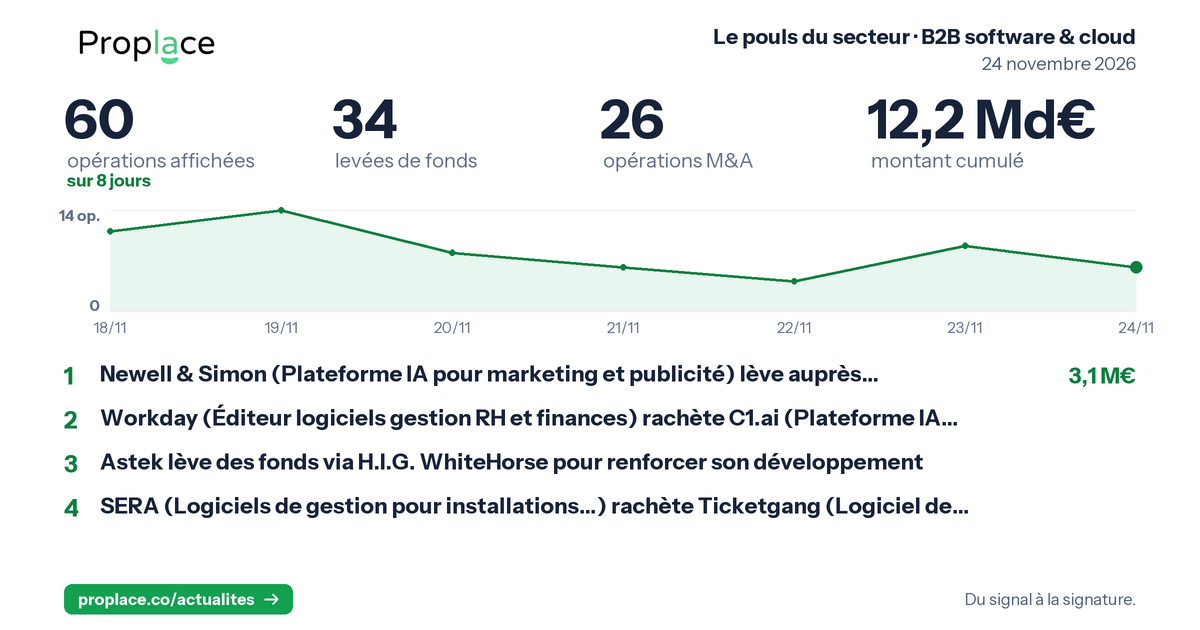 Proplace
Le pouls du secteur · B2B software & cloud
24 novembre 2026
60
opérations affichées
sur 8 jours
34
levées de fonds
26
opérations M&A
12,2 Md€
montant cumulé
14 op.
0
18/11 19/11 20/11 21/11 22/11 23/11 24/11
1 Newell & Simon (Plateforme IA pour marketing et publicité) lève auprès... 3,1 M€
2 Workday (Éditeur logiciels gestion RH et finances) rachète C1.ai (Plateforme IA...
3 Astek lève des fonds via H.I.G. WhiteHorse pour renforcer son développement
4 SERA (Logiciels de gestion pour installations...) rachète Ticketgang (Logiciel de...
proplace.co/actualites →
Du signal à la signature.